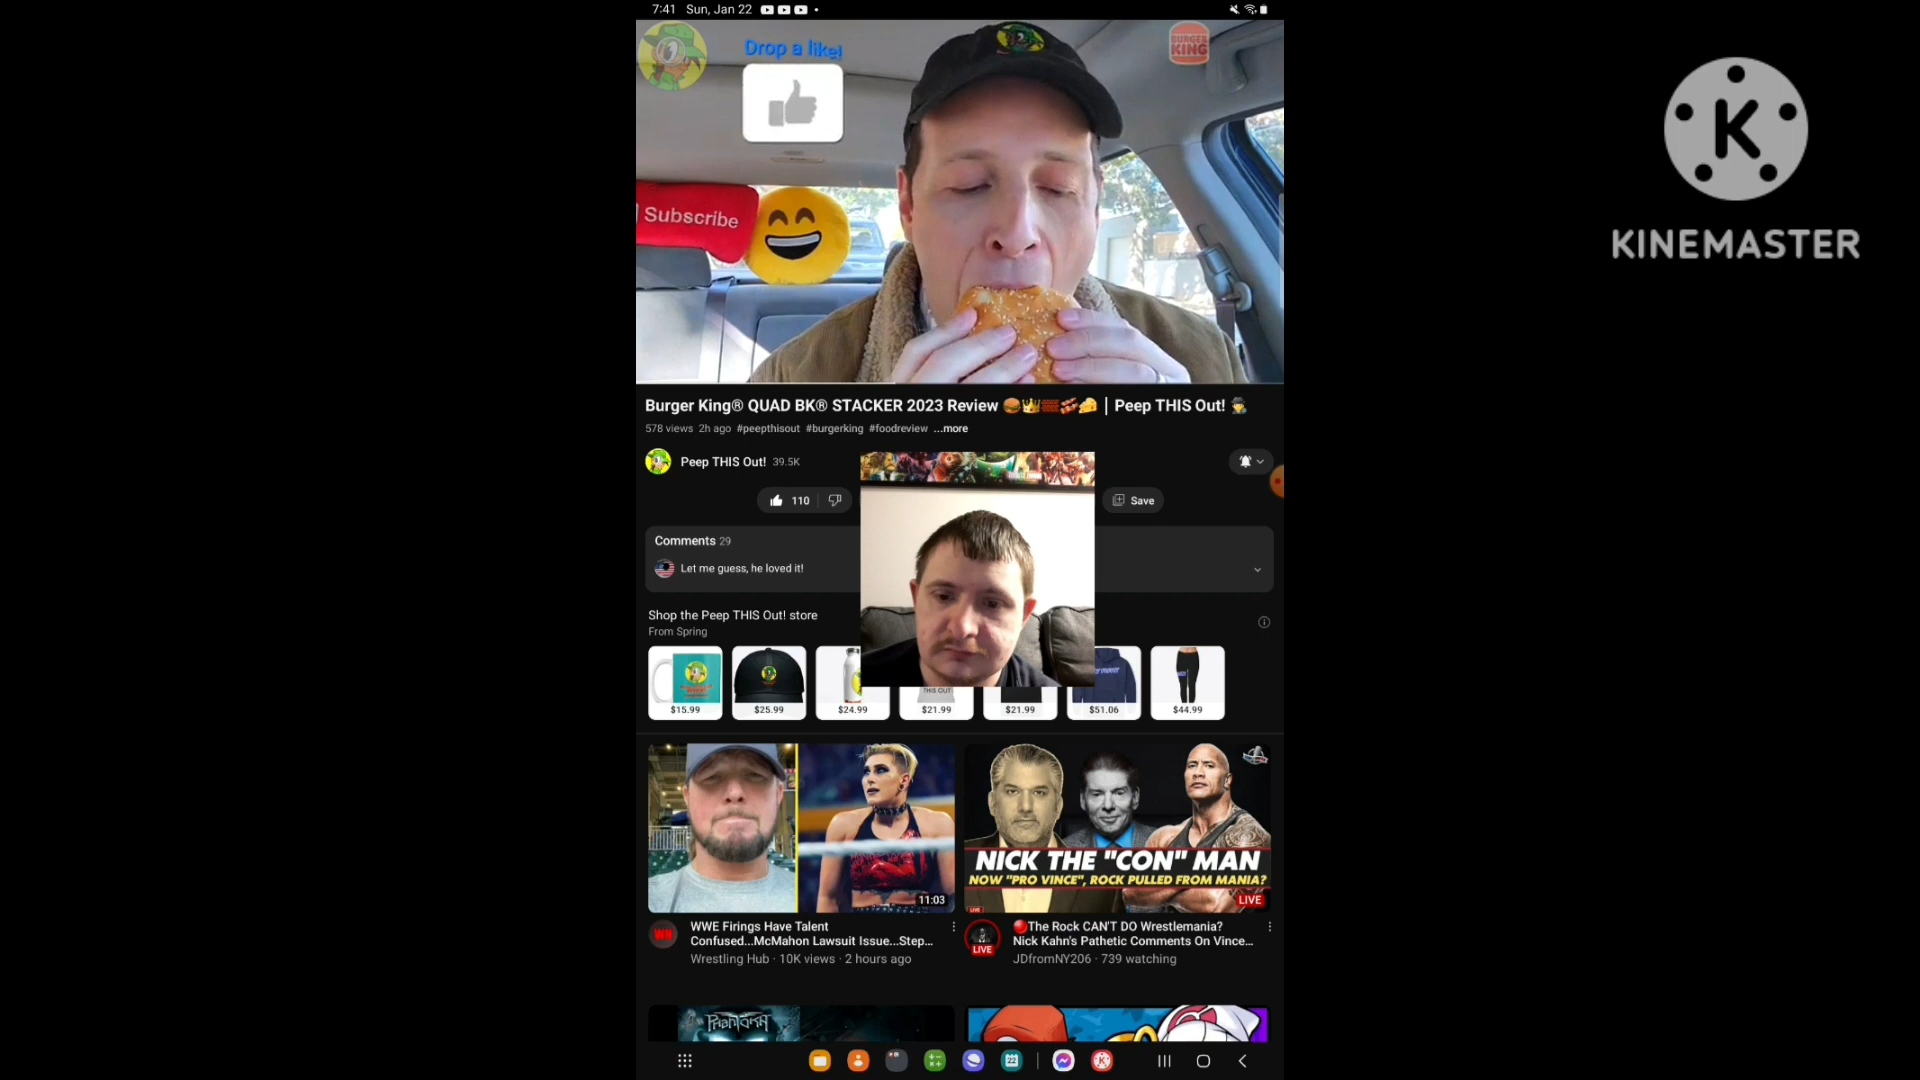 7:41 Sun, Jan 22
Drop a like!
BURGER KING
Subscribe
K
KINEMASTER
Burger King® QUAD BK® STACKER 2023 Review 🍔👑🧱🥓🧀 | Peep THIS Out! 🕵️
578 views 2h ago #peepthisout #burgerking #foodreview ...more
Peep THIS Out! 39.5K
110
Save
Comments 29
Let me guess, he loved it!
Shop the Peep THIS Out! store
From Spring
THIS OUT
$15.99
$25.99
$24.99
$21.99
$21.99
$51.06
$44.99
11:03
NICK THE "CON" MAN
NOW "PRO VINCE", ROCK PULLED FROM MANIA?
LIVE
LIVE
WWE Firings Have Talent
Confused...McMahon Lawsuit Issue...Step...
Wrestling Hub · 10K views · 2 hours ago
WH
LIVE
🔴The Rock CAN'T DO Wrestlemania?
Nick Kahn's Pathetic Comments On Vince...
JDfromNY206 · 739 watching
22